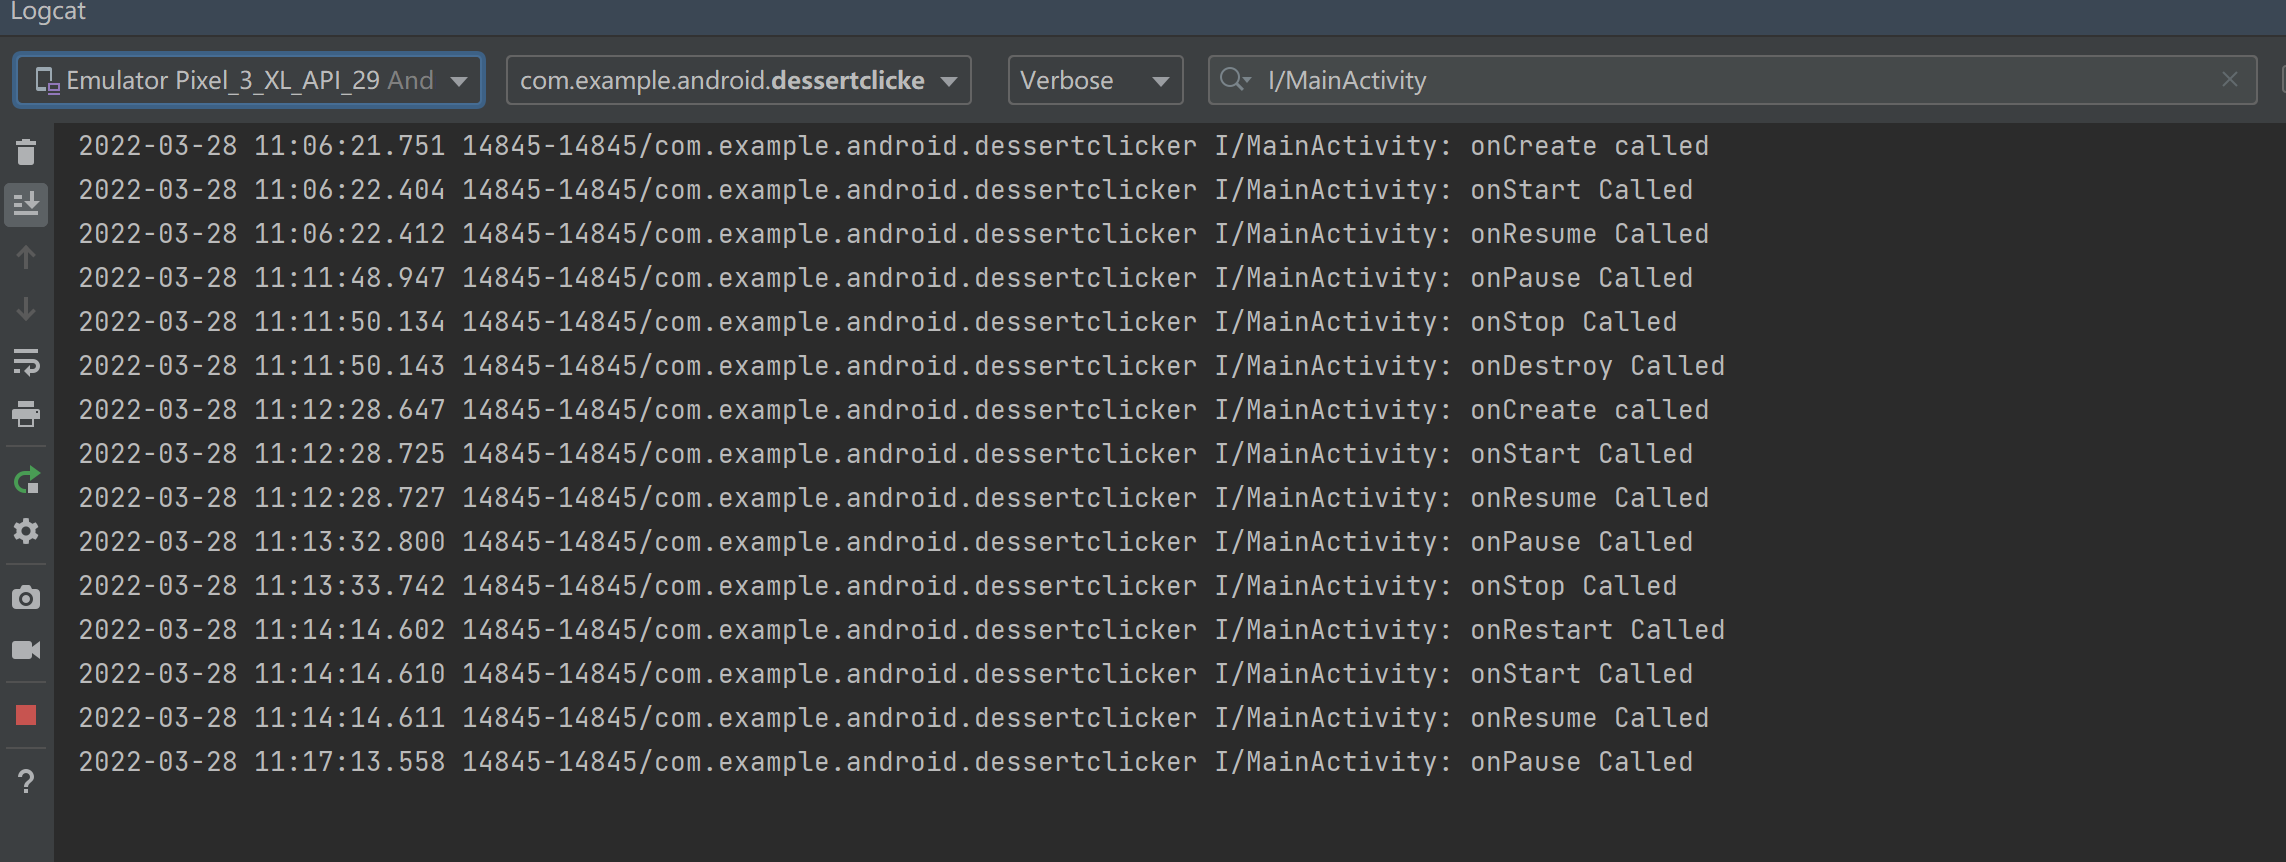 Logcat
Emulator Pixel_3_XL_API_29 And com.example.android.dessertclicke Verbose I/MainActivity
2022-03-28 11:06:21.751 14845-14845/com.example.android.dessertclicker I/MainActivity: onCreate called
2022-03-28 11:06:22.404 14845-14845/com.example.android.dessertclicker I/MainActivity: onStart Called
2022-03-28 11:06:22.412 14845-14845/com.example.android.dessertclicker I/MainActivity: onResume Called
2022-03-28 11:11:48.947 14845-14845/com.example.android.dessertclicker I/MainActivity: onPause Called
2022-03-28 11:11:50.134 14845-14845/com.example.android.dessertclicker I/MainActivity: onStop Called
2022-03-28 11:11:50.143 14845-14845/com.example.android.dessertclicker I/MainActivity: onDestroy Called
2022-03-28 11:12:28.647 14845-14845/com.example.android.dessertclicker I/MainActivity: onCreate called
2022-03-28 11:12:28.725 14845-14845/com.example.android.dessertclicker I/MainActivity: onStart Called
2022-03-28 11:12:28.727 14845-14845/com.example.android.dessertclicker I/MainActivity: onResume Called
2022-03-28 11:13:32.800 14845-14845/com.example.android.dessertclicker I/MainActivity: onPause Called
2022-03-28 11:13:33.742 14845-14845/com.example.android.dessertclicker I/MainActivity: onStop Called
2022-03-28 11:14:14.602 14845-14845/com.example.android.dessertclicker I/MainActivity: onRestart Called
2022-03-28 11:14:14.610 14845-14845/com.example.android.dessertclicker I/MainActivity: onStart Called
2022-03-28 11:14:14.611 14845-14845/com.example.android.dessertclicker I/MainActivity: onResume Called
2022-03-28 11:17:13.558 14845-14845/com.example.android.dessertclicker I/MainActivity: onPause Called